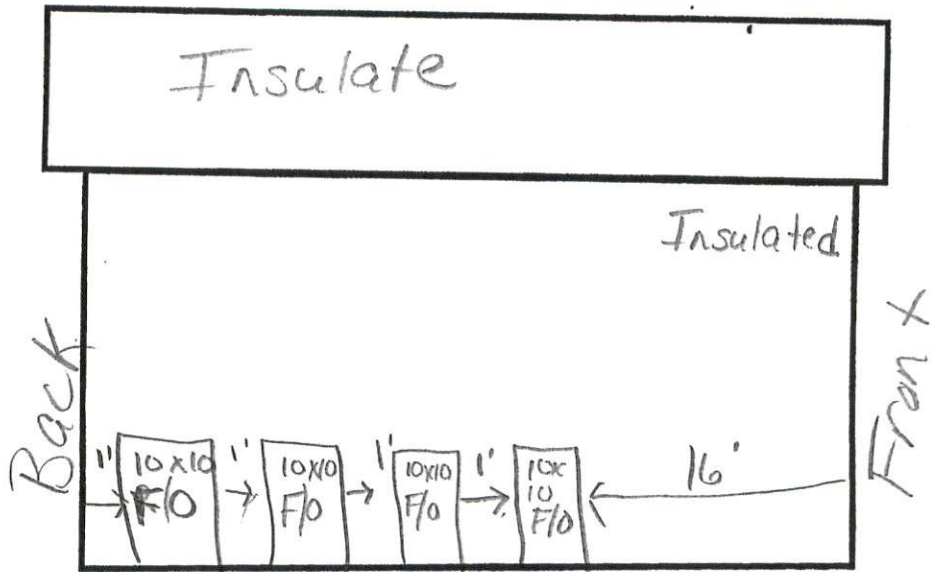 Insulate
Insulated
Back
1' 10x10 F/O
1' 10x10 F/O
1' 10x10 F/O
1' 10x 10 F/O
16'
Front